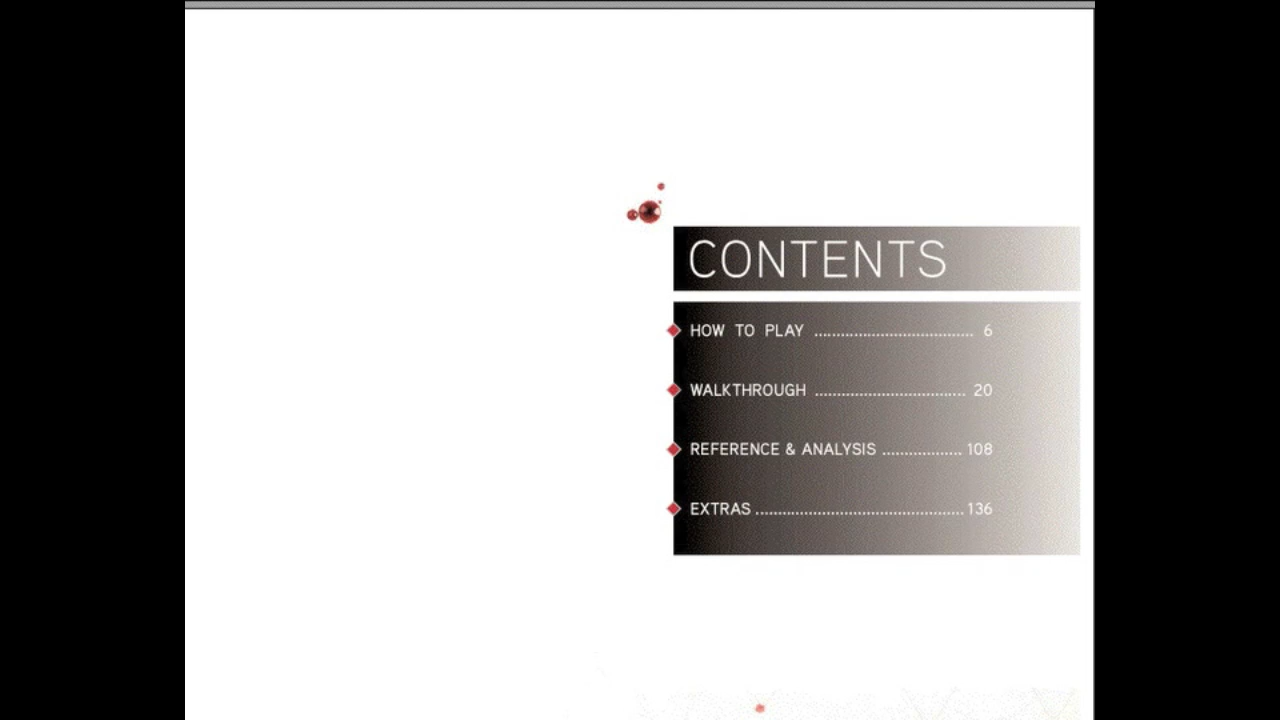 CONTENTS
HOW TO PLAY ........................................ 6
WALKTHROUGH ...................................... 20
REFERENCE & ANALYSIS .................... 108
EXTRAS .................................................... 136